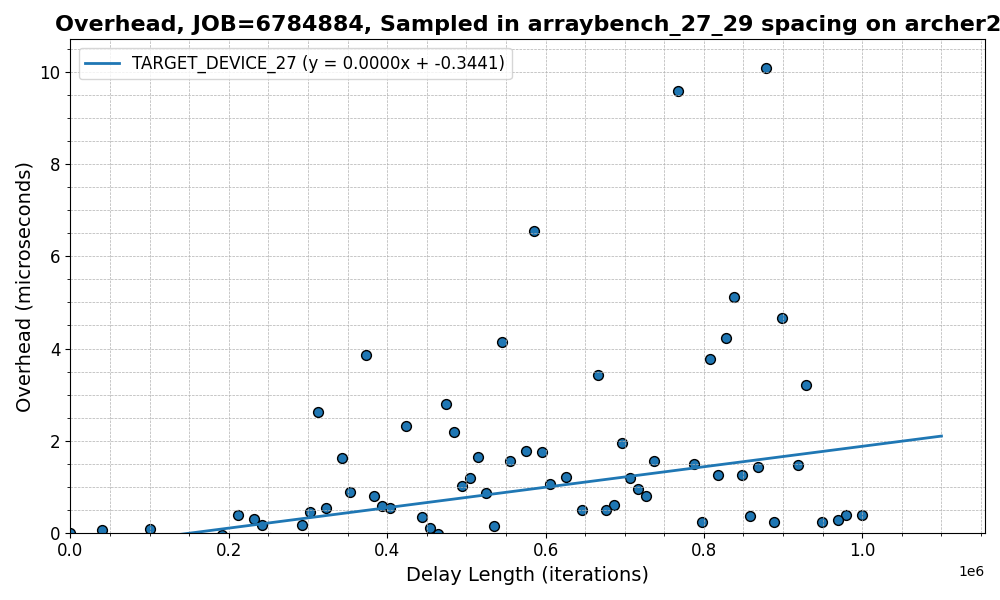 Overhead, JOB=6784884, Sampled in arraybench_27_29 spacing on archer2
TARGET_DEVICE_27 (y = 0.0000x + -0.3441)
Overhead (microseconds)
10
8
6
4
2
0
0.0 0.2 0.4 0.6 0.8 1.0
1e6
Delay Length (iterations)